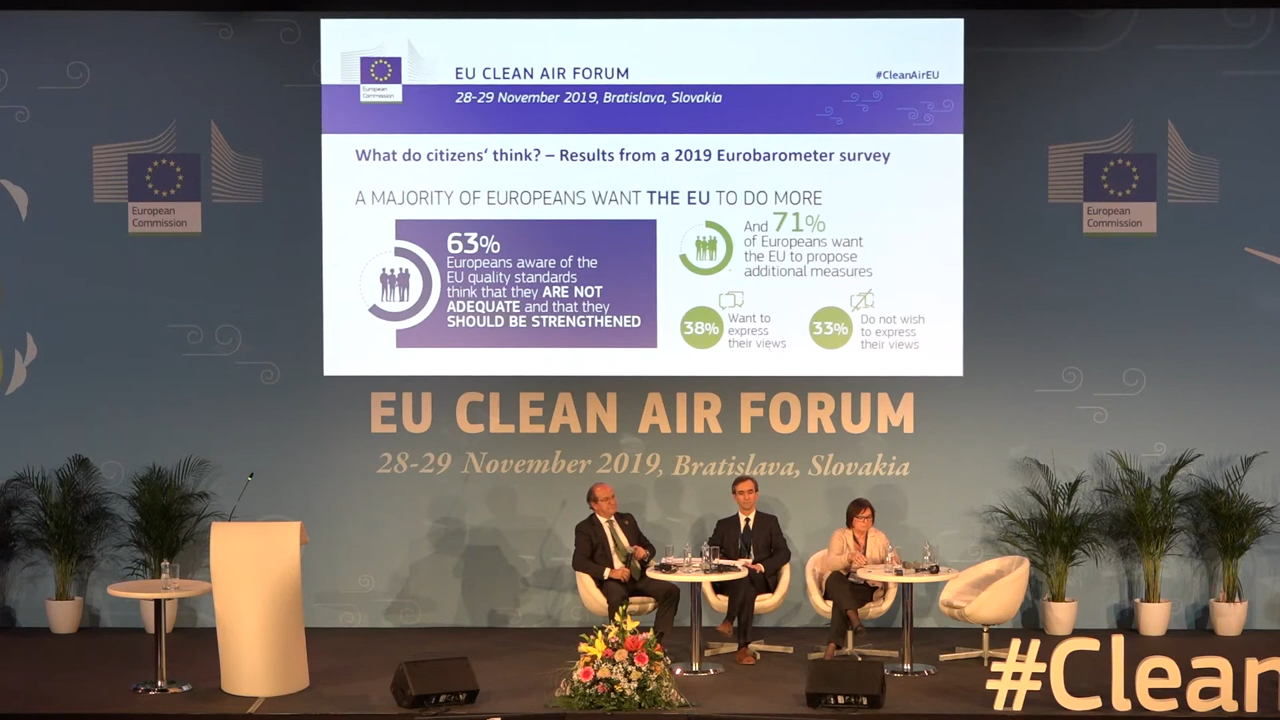 EU CLEAN AIR FORUM
#CleanAirEU
28-29 November 2019, Bratislava, Slovakia
European
Commission
What do citizens‘ think? – Results from a 2019 Eurobarometer survey
A MAJORITY OF EUROPEANS WANT THE EU TO DO MORE
63%
Europeans aware of the
EU quality standards
think that they ARE NOT
ADEQUATE and that they
SHOULD BE STRENGTHENED
And 71%
of Europeans want
the EU to propose
additional measures
38%
Want to
express
their views
33%
Do not wish
to express
their views
European
Commission
European
Commission
EU CLEAN AIR FORUM
28-29 November 2019, Bratislava, Slovakia
#Clean